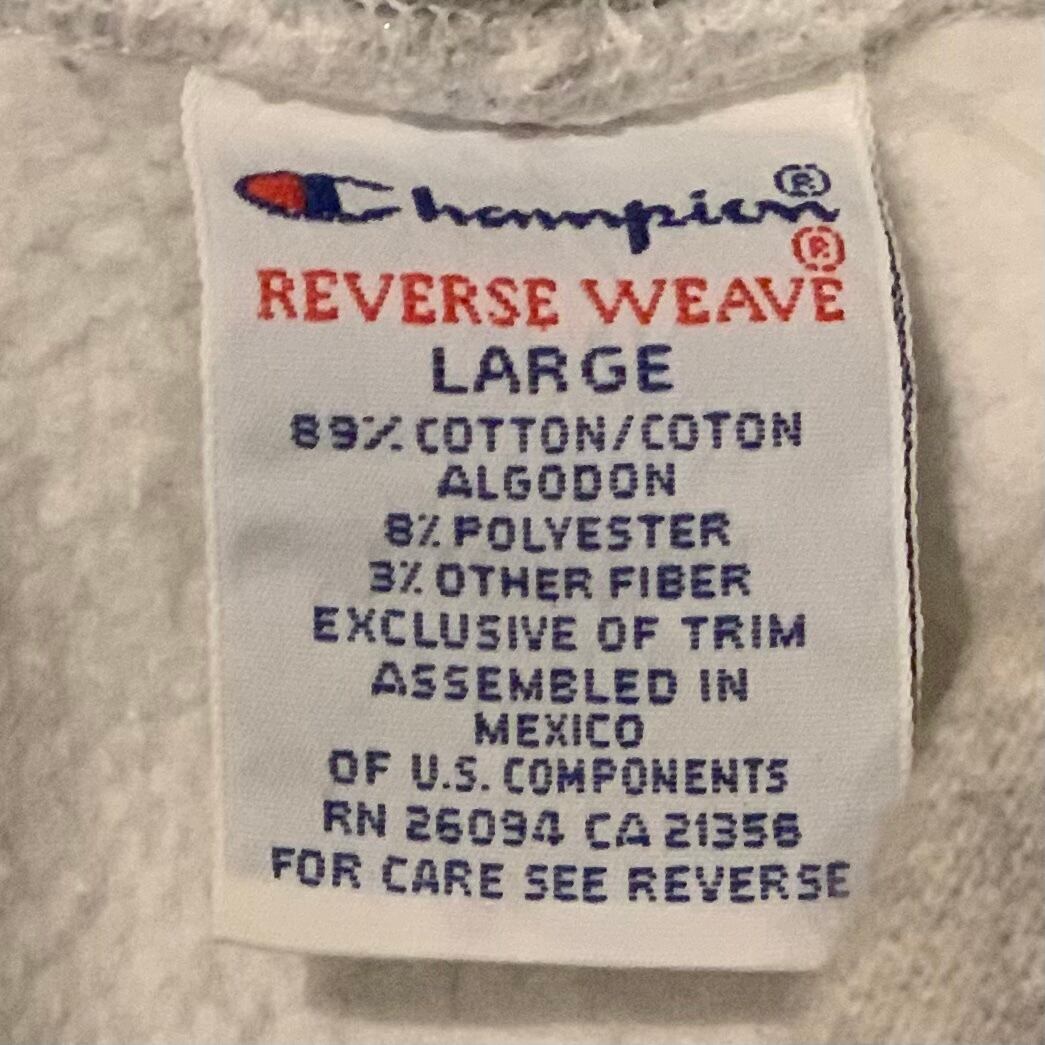 Champion®
REVERSE WEAVE®
LARGE
89% COTTON/COTON
ALGODON
8% POLYESTER
3% OTHER FIBER
EXCLUSIVE OF TRIM
ASSEMBLED IN
MEXICO
OF U.S. COMPONENTS
RN 26094 CA 21356
FOR CARE SEE REVERSE